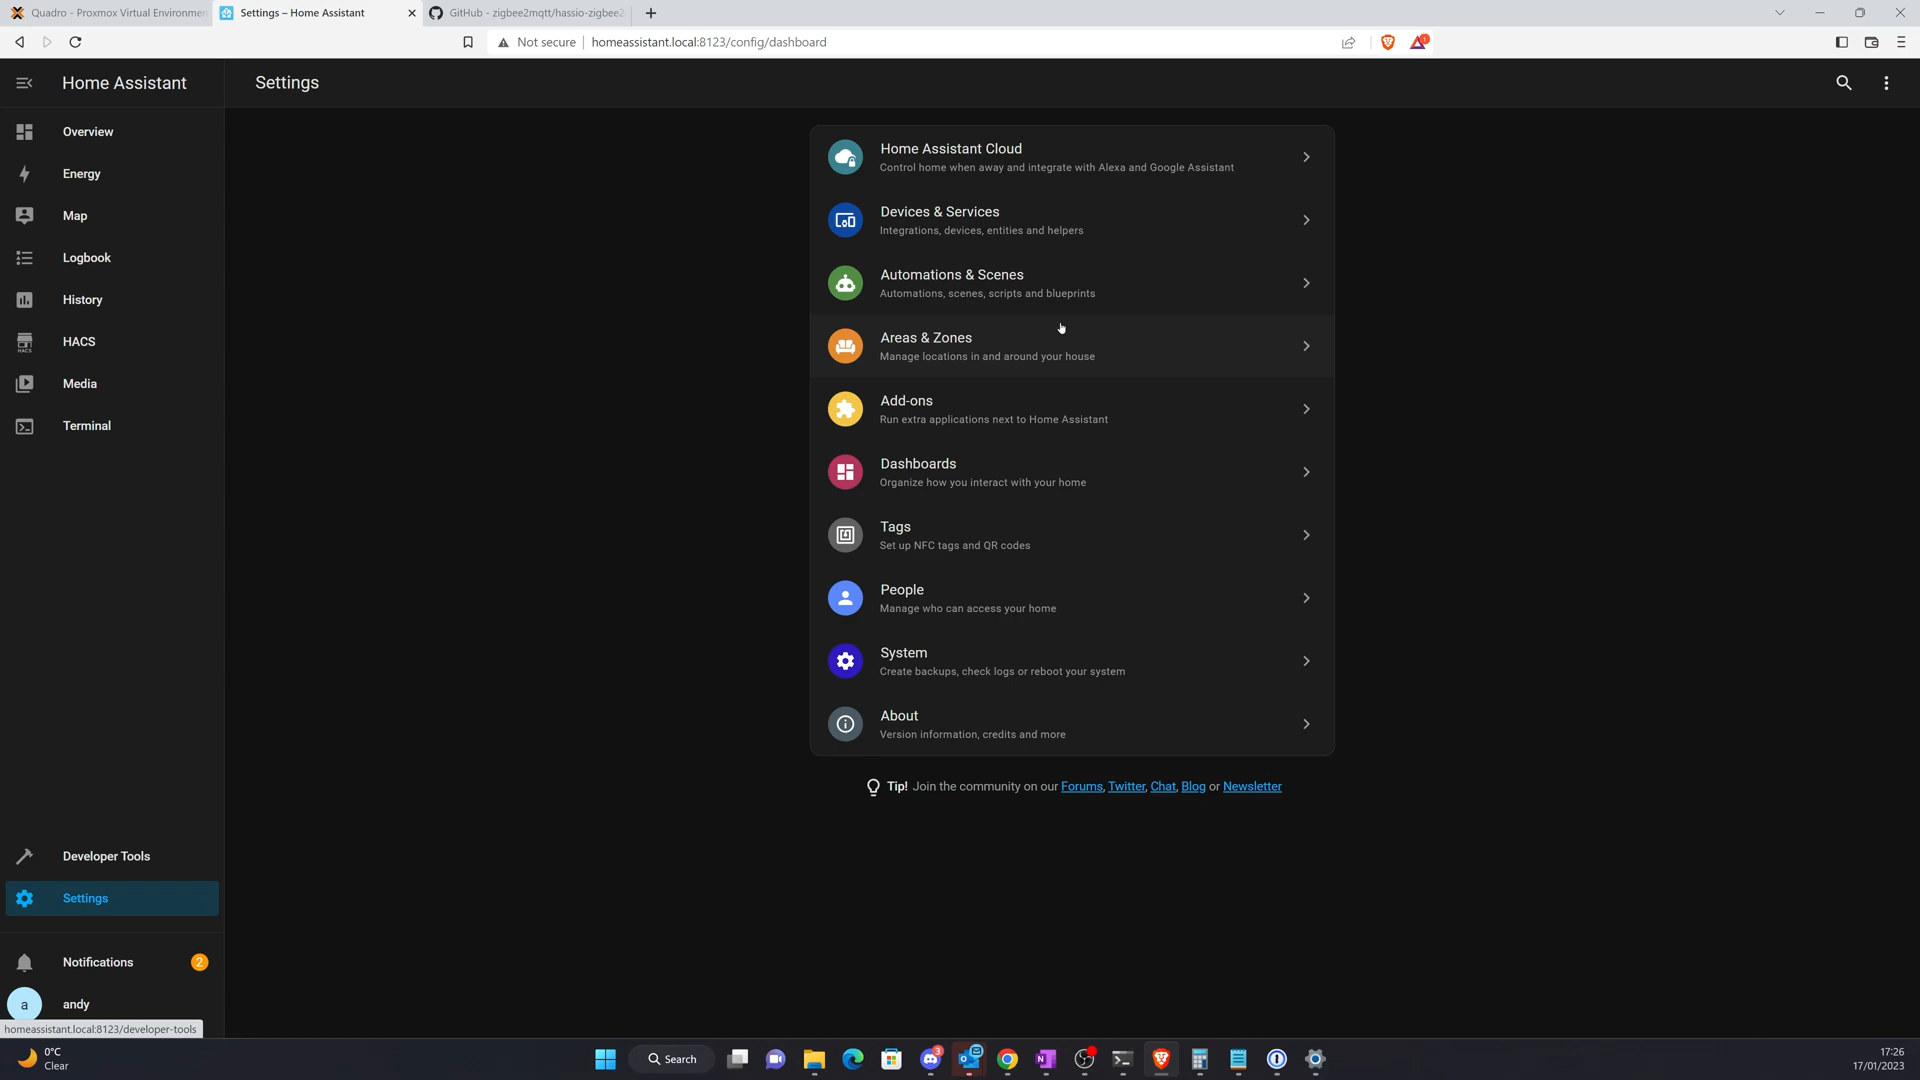 Quadro - Proxmox Virtual Environmen
Settings – Home Assistant
GitHub - zigbee2mqtt/hassio-zigbee2
Not secure
homeassistant.local:8123/config/dashboard
1
Home Assistant
Settings
Overview
Energy
Map
Logbook
History
HACS
HACS
Media
Terminal
Home Assistant Cloud
Control home when away and integrate with Alexa and Google Assistant
Devices & Services
Integrations, devices, entities and helpers
Automations & Scenes
Automations, scenes, scripts and blueprints
Areas & Zones
Manage locations in and around your house
Add-ons
Run extra applications next to Home Assistant
Dashboards
Organize how you interact with your home
Tags
Set up NFC tags and QR codes
People
Manage who can access your home
System
Create backups, check logs or reboot your system
About
Version information, credits and more
Tip! Join the community on our Forums, Twitter, Chat, Blog or Newsletter
Developer Tools
Settings
Notifications
2
a
andy
homeassistant.local:8123/developer-tools
0°C
Clear
Search
3
17:26
17/01/2023